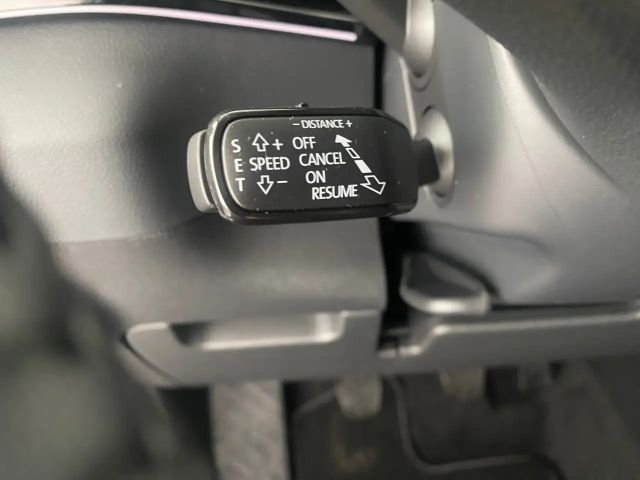 - DISTANCE +
S + OFF
E SPEED CANCEL
T - ON
RESUME